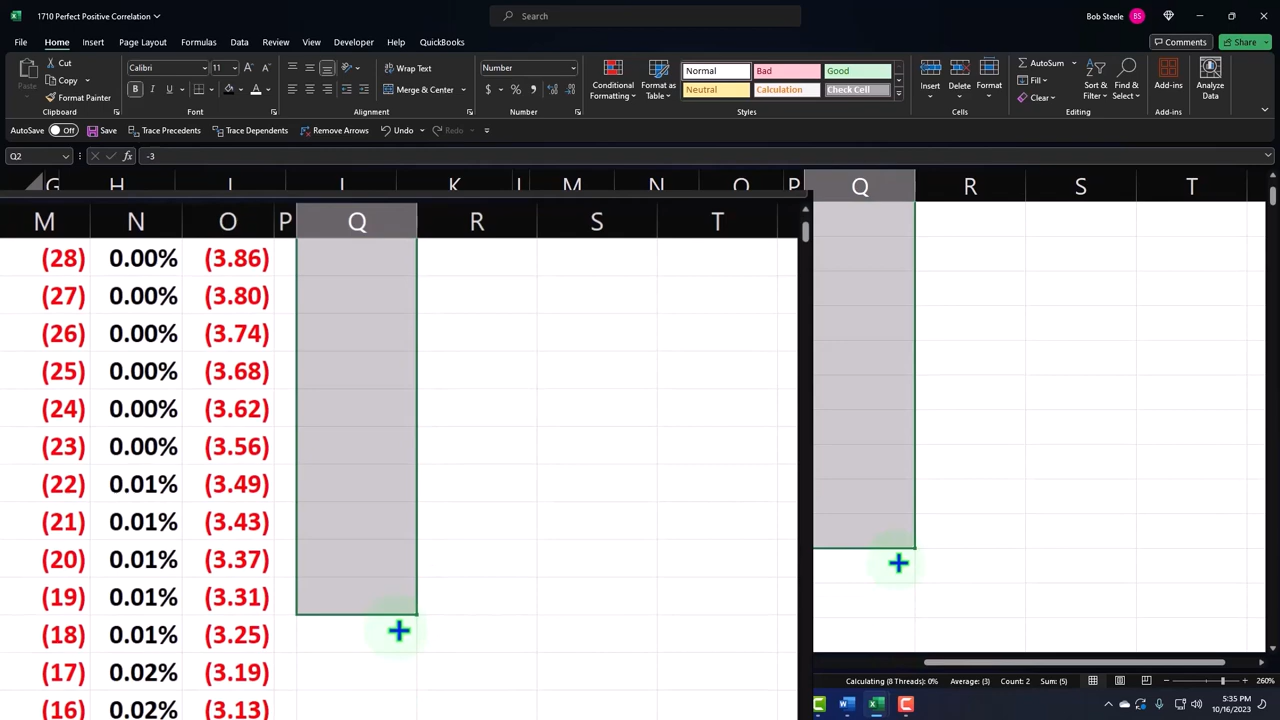 1710 Perfect Positive Correlation
Search
Bob Steele BS
File Home Insert Page Layout Formulas Data Review View Developer Help QuickBooks Comments Share
Cut
Copy
Format Pa
Clipboard
Calibri 11
B I U
Font
Wrap Text
Merge & Center
Alignment
Number
$ % 9
Number
Conditional Formatting
Format as Table
Normal Bad Good
Neutral Calculation Check Cell
Styles
Insert Delete Format
Cells
AutoSum
Fill
Clear
Sort & Filter
Find & Select
Editing
Add-ins
Add-ins
Analyze Data
AutoSave Off Save Trace Precedents Trace Dependents Remove Arrows Undo Redo
Q2 fx -3
G H I J K L M N O P Q R S T
M N O P Q R S T
(28) 0.00% (3.86)
(27) 0.00% (3.80)
(26) 0.00% (3.74)
(25) 0.00% (3.68)
(24) 0.00% (3.62)
(23) 0.00% (3.56)
(22) 0.01% (3.49)
(21) 0.01% (3.43)
(20) 0.01% (3.37)
(19) 0.01% (3.31)
(18) 0.01% (3.25)
(17) 0.02% (3.19)
(16) 0.02% (3.13)
Calculating (8 Threads): 0% Average: (3) Count: 2 Sum: (5) 260%
5:35 PM
10/16/2023